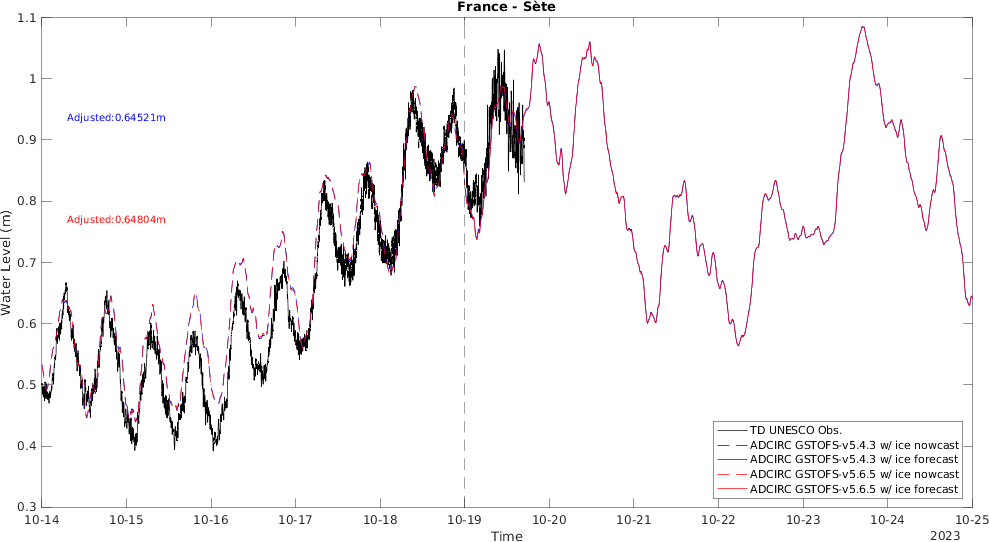 France - Sète
Water Level (m)
1.1
1
0.9
0.8
0.7
0.6
0.5
0.4
0.3
Adjusted:0.64521m
Adjusted:0.64804m
TD UNESCO Obs.
ADCIRC GSTOFS-v5.4.3 w/ ice nowcast
ADCIRC GSTOFS-v5.4.3 w/ ice forecast
ADCIRC GSTOFS-v5.6.5 w/ ice nowcast
ADCIRC GSTOFS-v5.6.5 w/ ice forecast
10-14 10-15 10-16 10-17 10-18 10-19 10-20 10-21 10-22 10-23 10-24 10-25
Time
2023